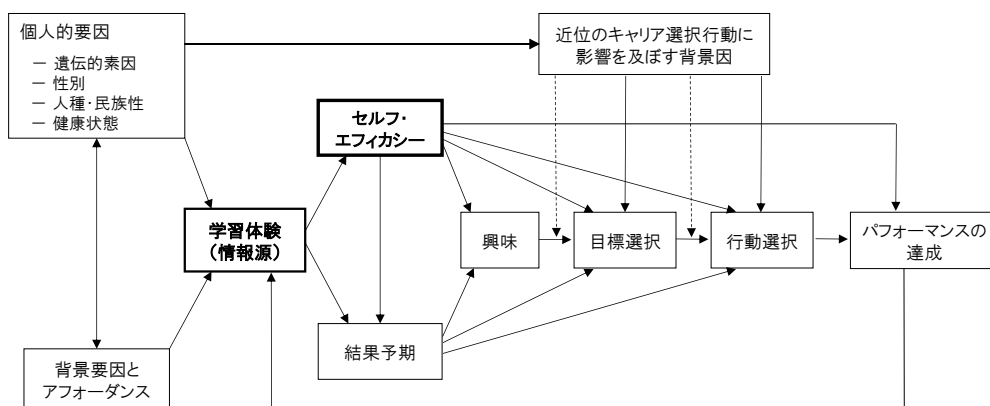 個人的要因
― 遺伝的素因
― 性別
― 人種・民族性
― 健康状態
近位のキャリア選択行動に
影響を及ぼす背景因
セルフ・
エフィカシー
学習体験
（情報源）
興味
目標選択
行動選択
パフォーマンスの
達成
結果予期
背景要因と
アフォーダンス